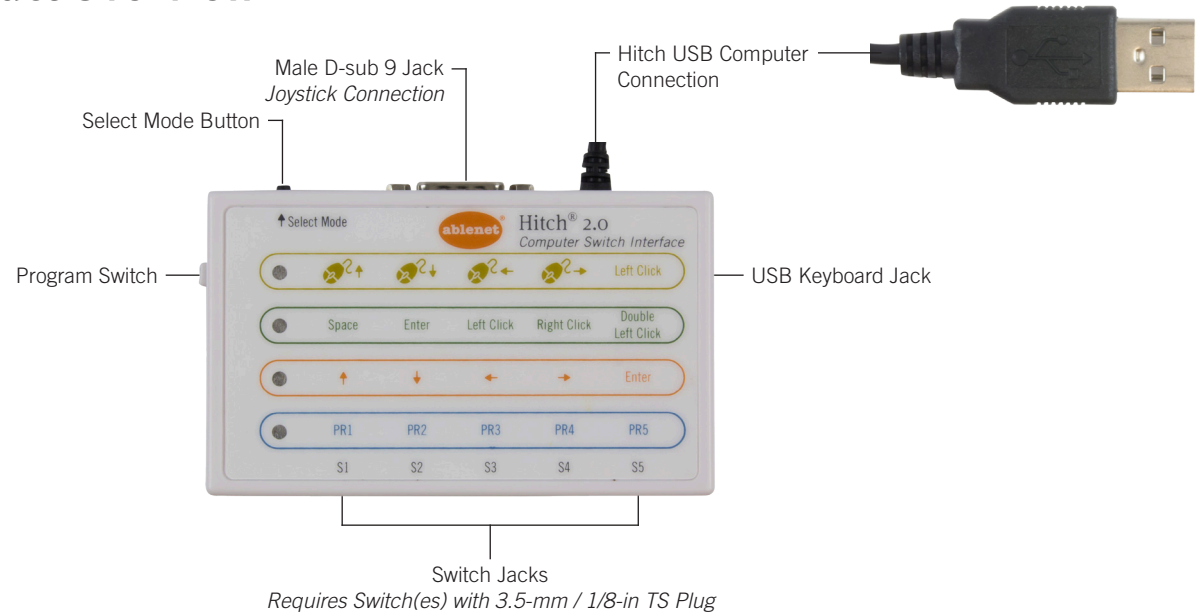 Hitch USB Computer
Connection
Male D-sub 9 Jack
Joystick Connection
Select Mode Button
↑ Select Mode
ablenet®
Hitch® 2.0
Computer Switch Interface
Program Switch
USB Keyboard Jack
↑ ↓ ← → Left Click
Space Enter Left Click Right Click Double
Left Click
↑ ↓ ← → Enter
PR1 PR2 PR3 PR4 PR5
S1 S2 S3 S4 S5
Switch Jacks
Requires Switch(es) with 3.5-mm / 1/8-in TS Plug